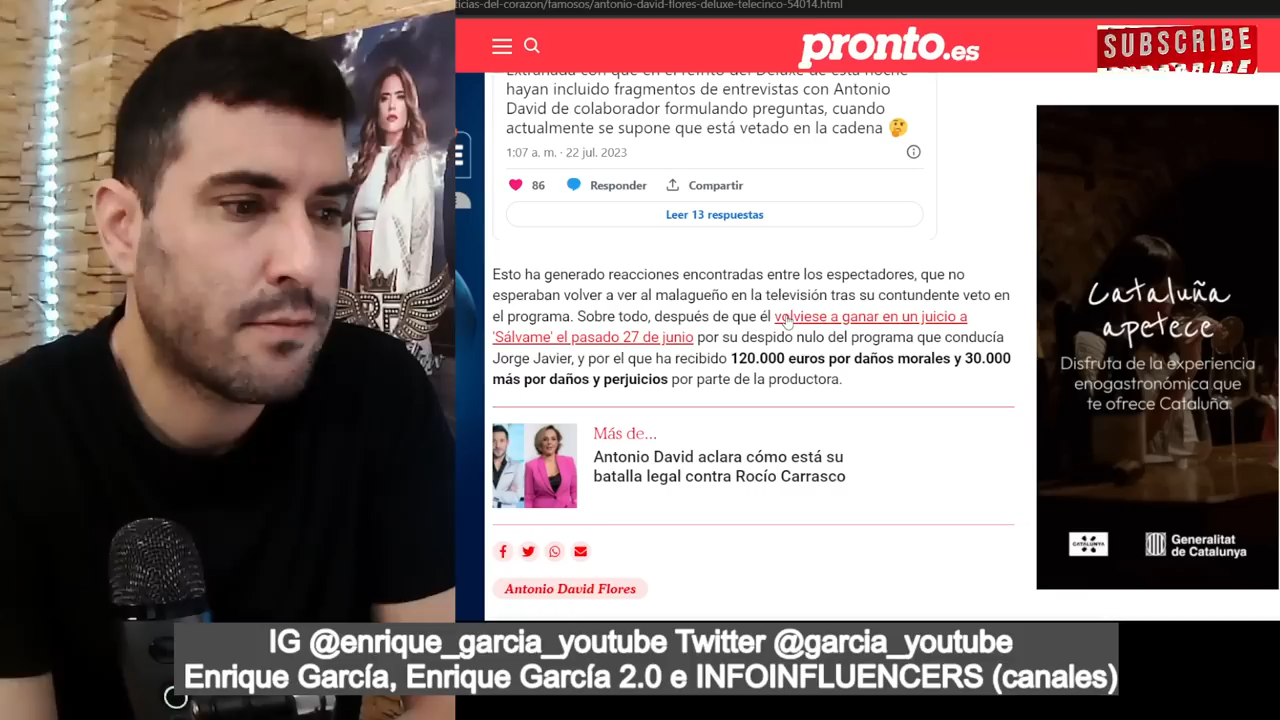 ticias-del-corazon/famosos/antonio-david-flores-deluxe-telecinco-54014.html
pronto.es
SUBSCRIBE
Extrañada con que en el refrito del Deluxe de esta noche
hayan incluido fragmentos de entrevistas con Antonio
David de colaborador formulando preguntas, cuando
actualmente se supone que está vetado en la cadena 🤔
1:07 a. m. · 22 jul. 2023
86 Responder Compartir
Leer 13 respuestas
Esto ha generado reacciones encontradas entre los espectadores, que no
esperaban volver a ver al malagueño en la televisión tras su contundente veto en
el programa. Sobre todo, después de que él volviese a ganar en un juicio a
'Sálvame' el pasado 27 de junio por su despido nulo del programa que conducía
Jorge Javier, y por el que ha recibido 120.000 euros por daños morales y 30.000
más por daños y perjuicios por parte de la productora.
Más de...
Antonio David aclara cómo está su
batalla legal contra Rocío Carrasco
Antonio David Flores
Cataluña
apetece
Disfruta de la experiencia
enogastronómica que
te ofrece Cataluña.
CATALUNYA
Generalitat
de Catalunya
IG @enrique_garcia_youtube Twitter @garcia_youtube
Enrique García, Enrique García 2.0 e INFOINFLUENCERS (canales)